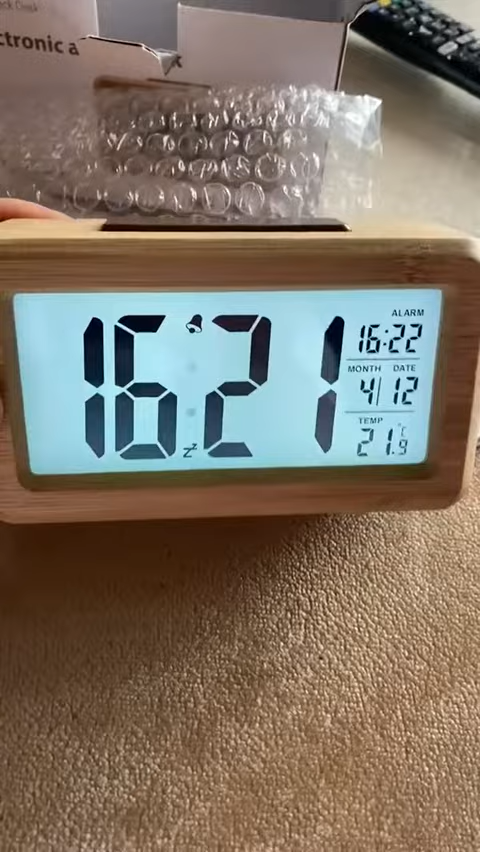 ctronic a
16:21
ALARM
16:22
MONTH DATE
4 12
TEMP
21.9 °C